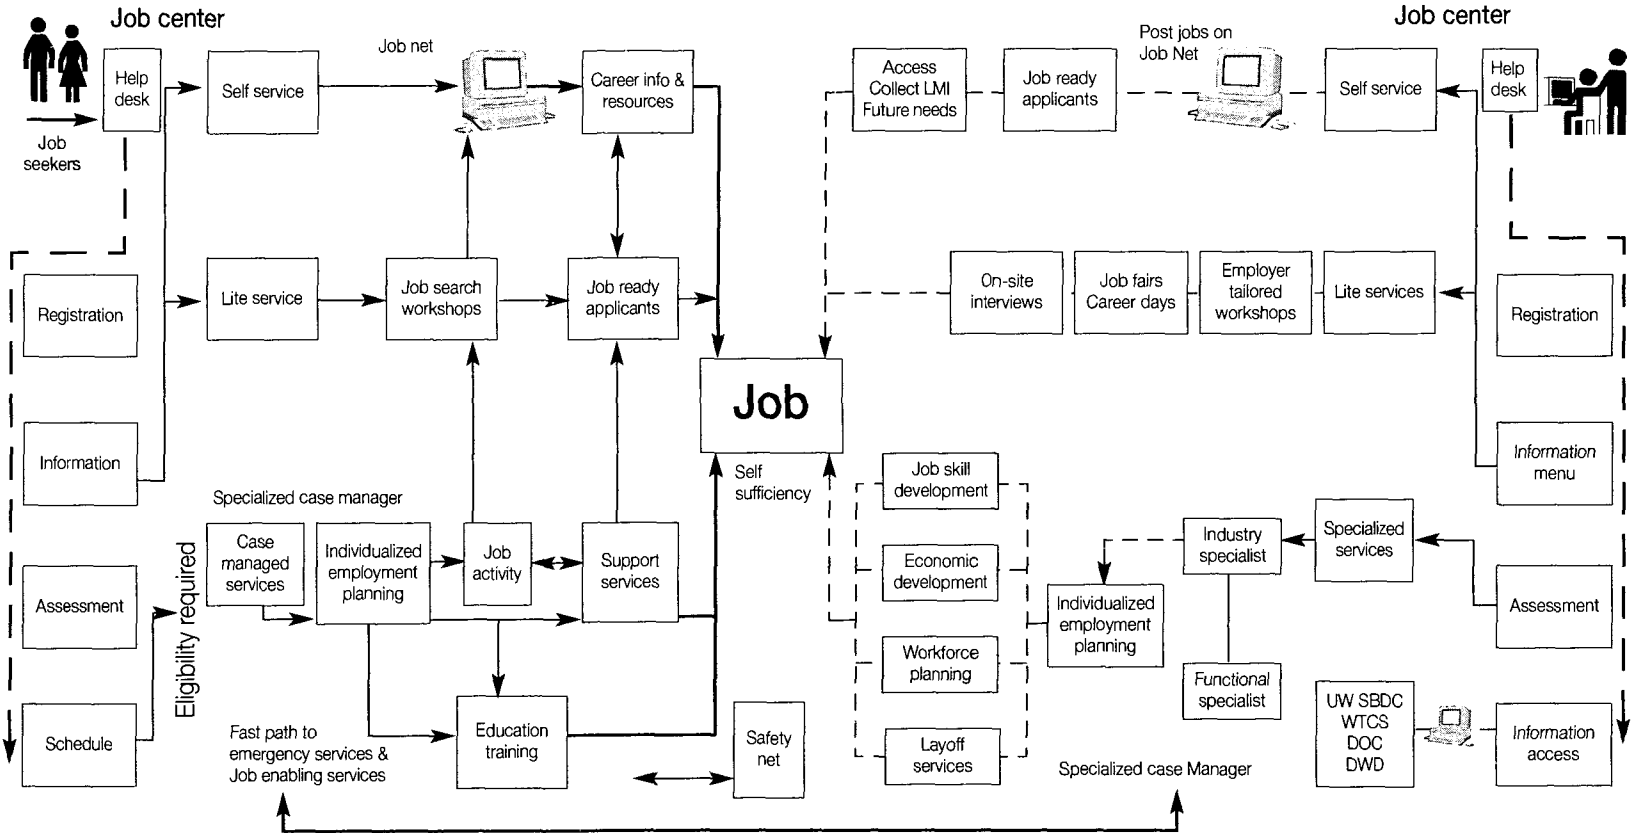 Job center
Job net
Help
desk
Self service
Career info &
resources
Job
seekers
Registration
Lite service
Job search
workshops
Job ready
applicants
Information
Specialized case manager
Case
managed
services
Individualized
employment
planning
Job
activity
Support
services
Assessment
Eligibility required
Schedule
Fast path to
emergency services &
Job enabling services
Education
training
Safety
net
Job
Self
sufficiency
Job center
Post jobs on
Job Net
Access
Collect LMI
Future needs
Job ready
applicants
Self service
Help
desk
On-site
interviews
Job fairs
Career days
Employer
tailored
workshops
Lite services
Registration
Information
menu
Job skill
development
Economic
development
Workforce
planning
Layoff
services
Individualized
employment
planning
Industry
specialist
Specialized
services
Functional
specialist
Assessment
UW SBDC
WTCS
DOC
DWD
Information
access
Specialized case Manager